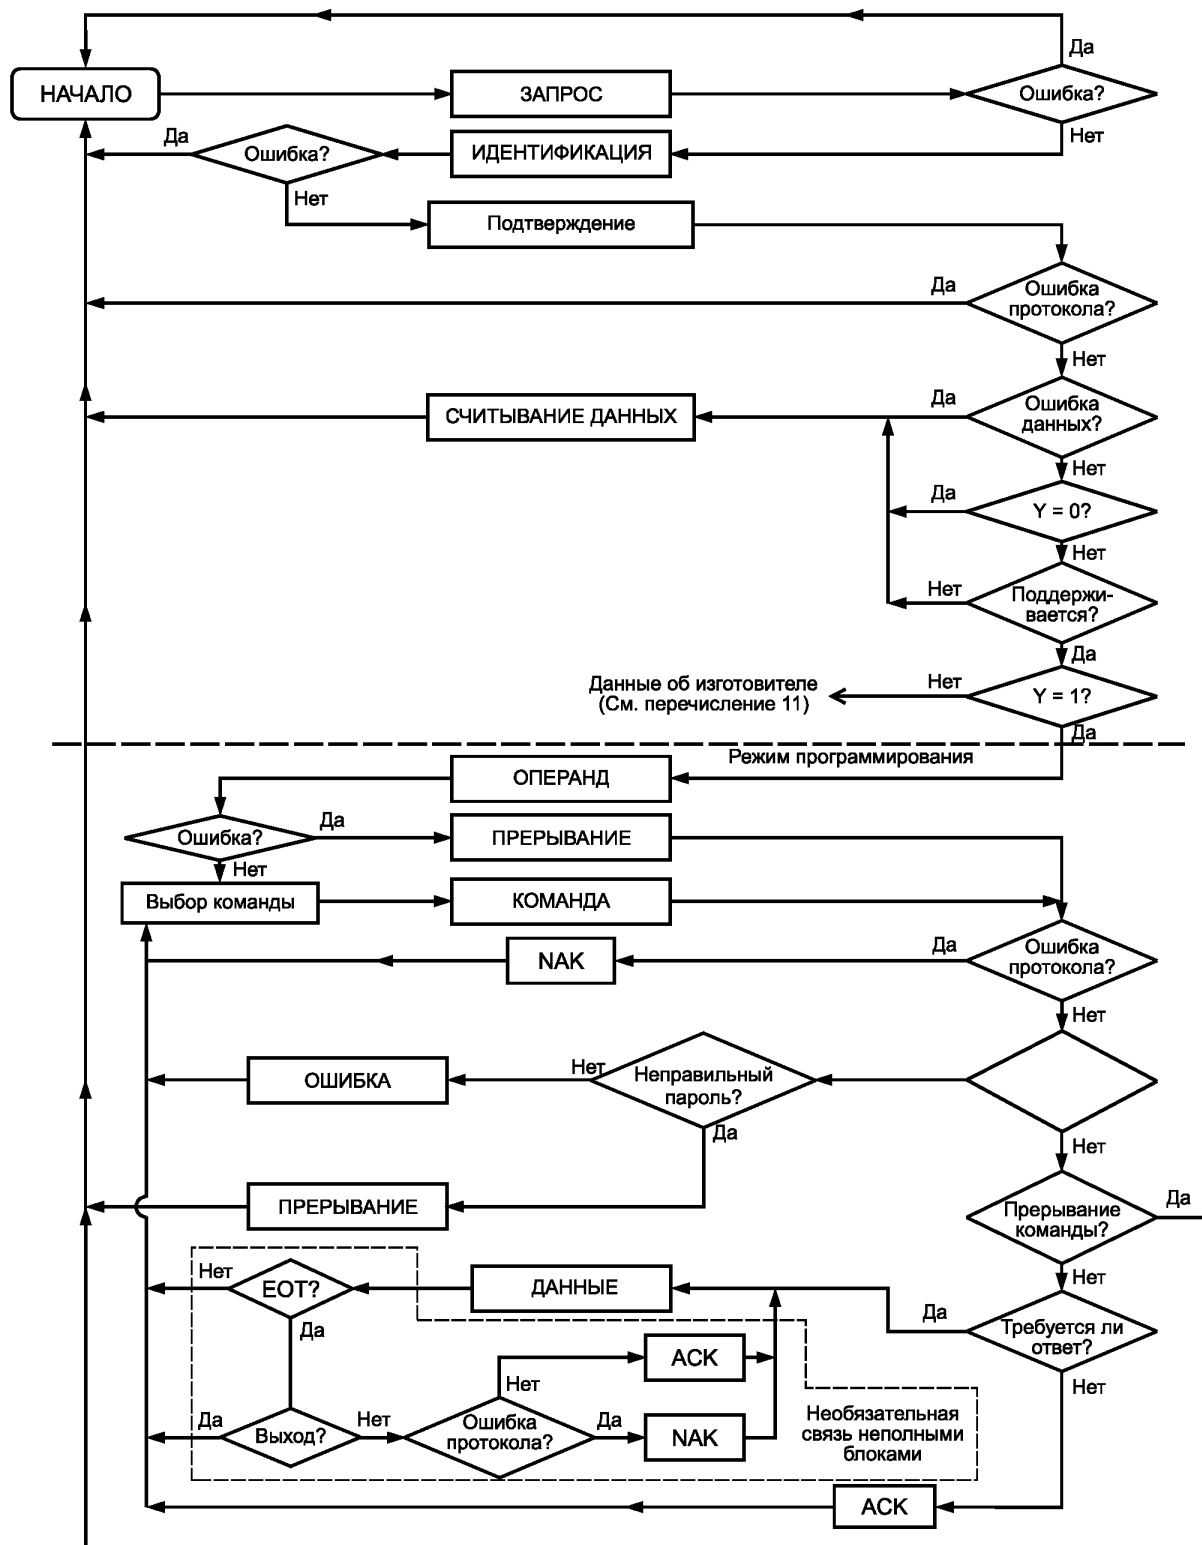 Да
НАЧАЛО
ЗАПРОС
Ошибка?
Нет
Да
Ошибка?
ИДЕНТИФИКАЦИЯ
Нет
Подтверждение
Да
Ошибка
протокола?
Нет
Да
СЧИТЫВАНИЕ ДАННЫХ
Ошибка
данных?
Нет
Да
Y = 0?
Нет
Нет
Поддержи-
вается?
Да
Данные об изготовителе
(См. перечисление 11)
Нет
Y = 1?
Да
Режим программирования
ОПЕРАНД
Ошибка?
Да
ПРЕРЫВАНИЕ
Нет
Выбор команды
КОМАНДА
NAK
Да
Ошибка
протокола?
Нет
ОШИБКА
Нет
Неправильный
пароль?
Да
Нет
ПРЕРЫВАНИЕ
Прерывание
команды?
Да
Нет
Нет
EOT?
ДАННЫЕ
Да
Требуется ли
ответ?
Да
Нет
ACK
Нет
Да
Выход?
Нет
Ошибка
протокола?
Да
NAK
Необязательная
связь неполными
блоками
ACK